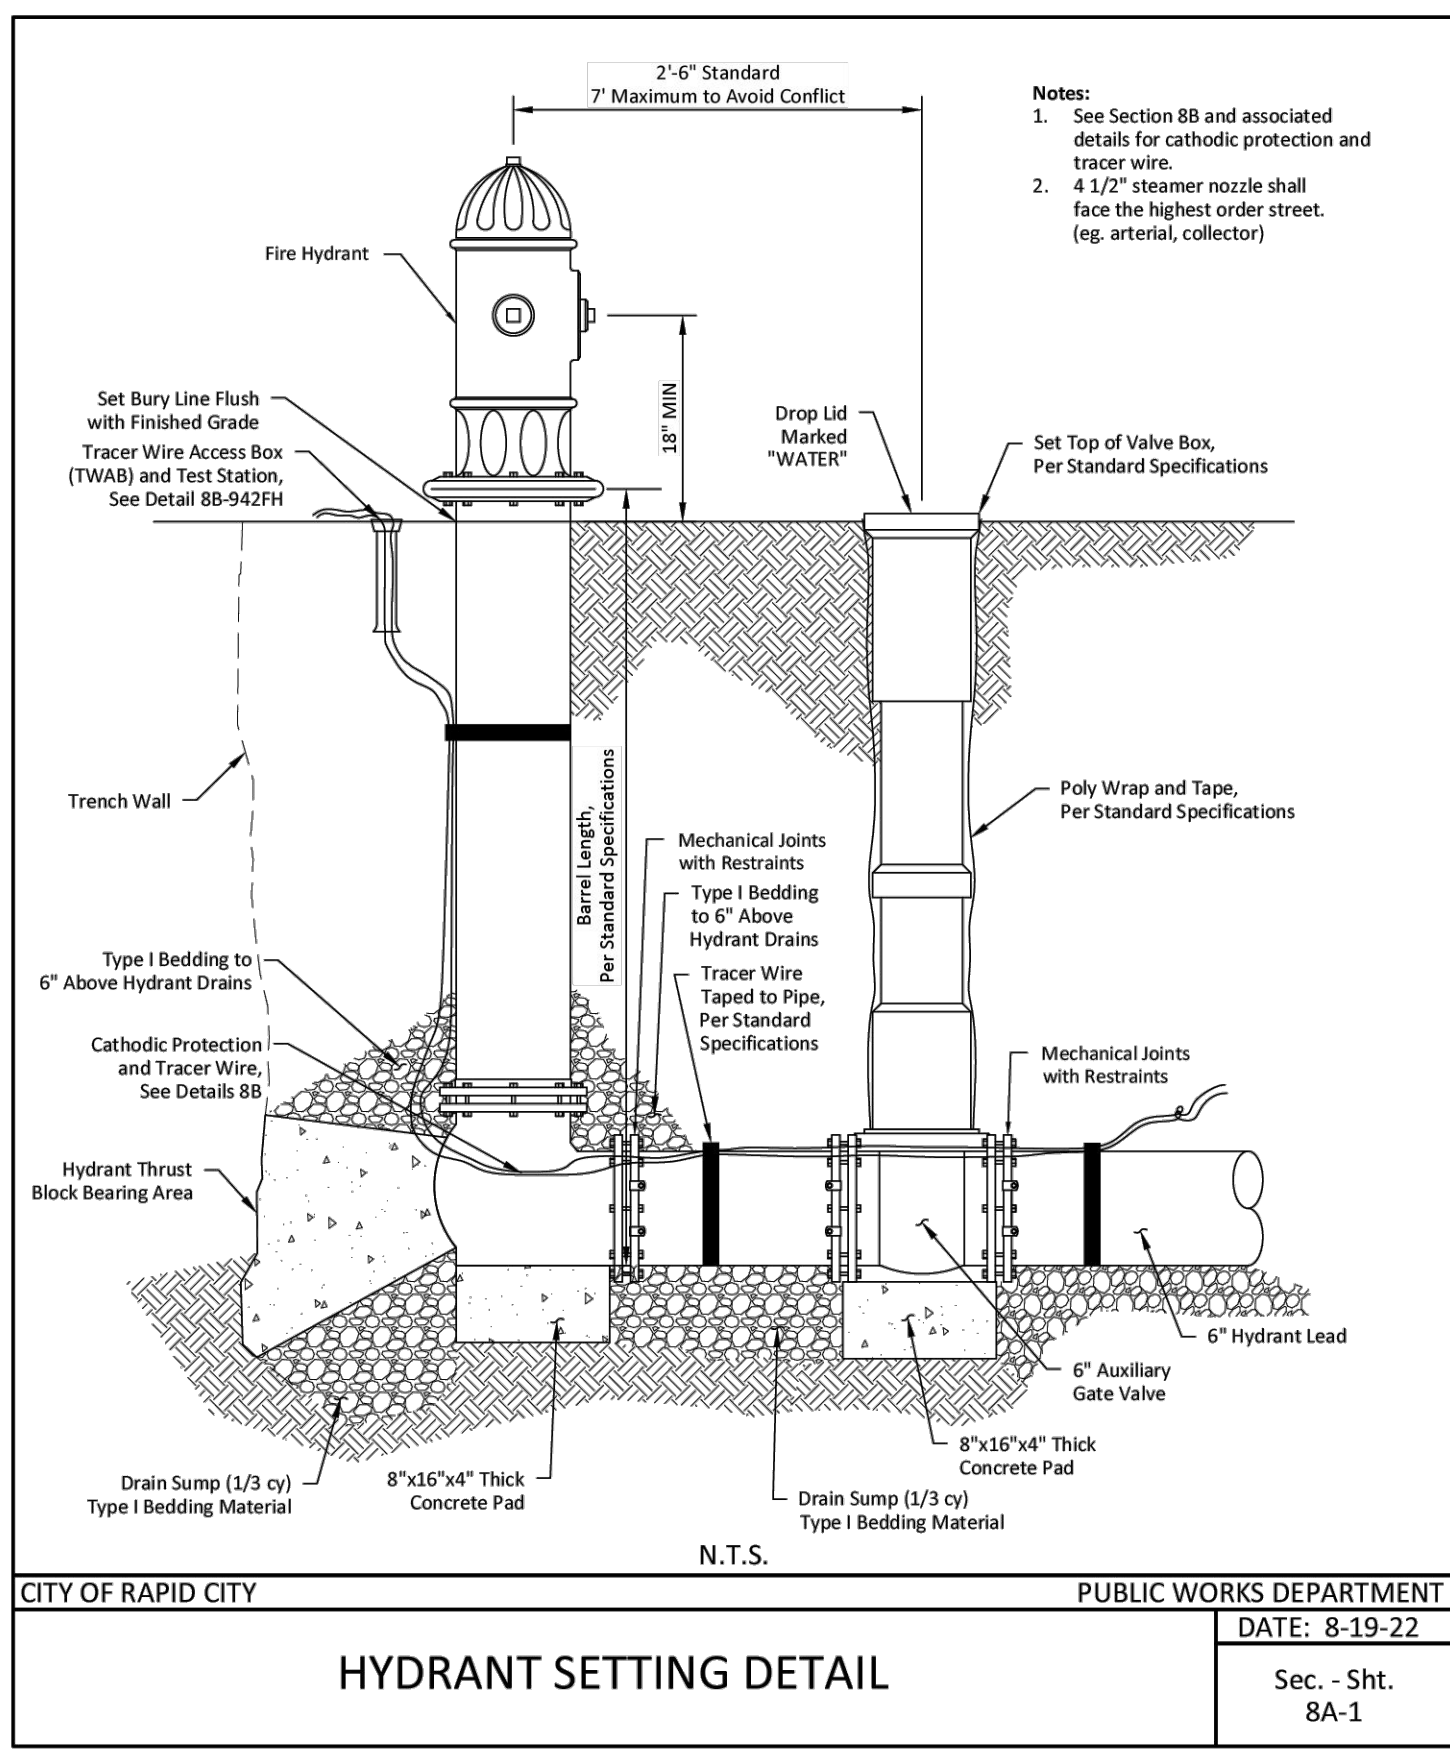 2'-6" Standard
7' Maximum to Avoid Conflict
Notes:
1. See Section 8B and associated
details for cathodic protection and
tracer wire.
2. 4 1/2" steamer nozzle shall
face the highest order street.
(eg. arterial, collector)
Fire Hydrant
18" MIN
Set Bury Line Flush
with Finished Grade
Tracer Wire Access Box
(TWAB) and Test Station,
See Detail 8B-942FH
Drop Lid
Marked
"WATER"
Set Top of Valve Box,
Per Standard Specifications
Trench Wall
Barrel Length,
Per Standard Specifications
Poly Wrap and Tape,
Per Standard Specifications
Mechanical Joints
with Restraints
Type I Bedding
to 6" Above
Hydrant Drains
Tracer Wire
Taped to Pipe,
Per Standard
Specifications
Type I Bedding to
6" Above Hydrant Drains
Cathodic Protection
and Tracer Wire,
See Details 8B
Mechanical Joints
with Restraints
Hydrant Thrust
Block Bearing Area
6" Hydrant Lead
6" Auxiliary
Gate Valve
8"x16"x4" Thick
Concrete Pad
Drain Sump (1/3 cy)
Type I Bedding Material
8"x16"x4" Thick
Concrete Pad
Drain Sump (1/3 cy)
Type I Bedding Material
N.T.S.
CITY OF RAPID CITY
PUBLIC WORKS DEPARTMENT
HYDRANT SETTING DETAIL
DATE: 8-19-22
Sec. - Sht.
8A-1